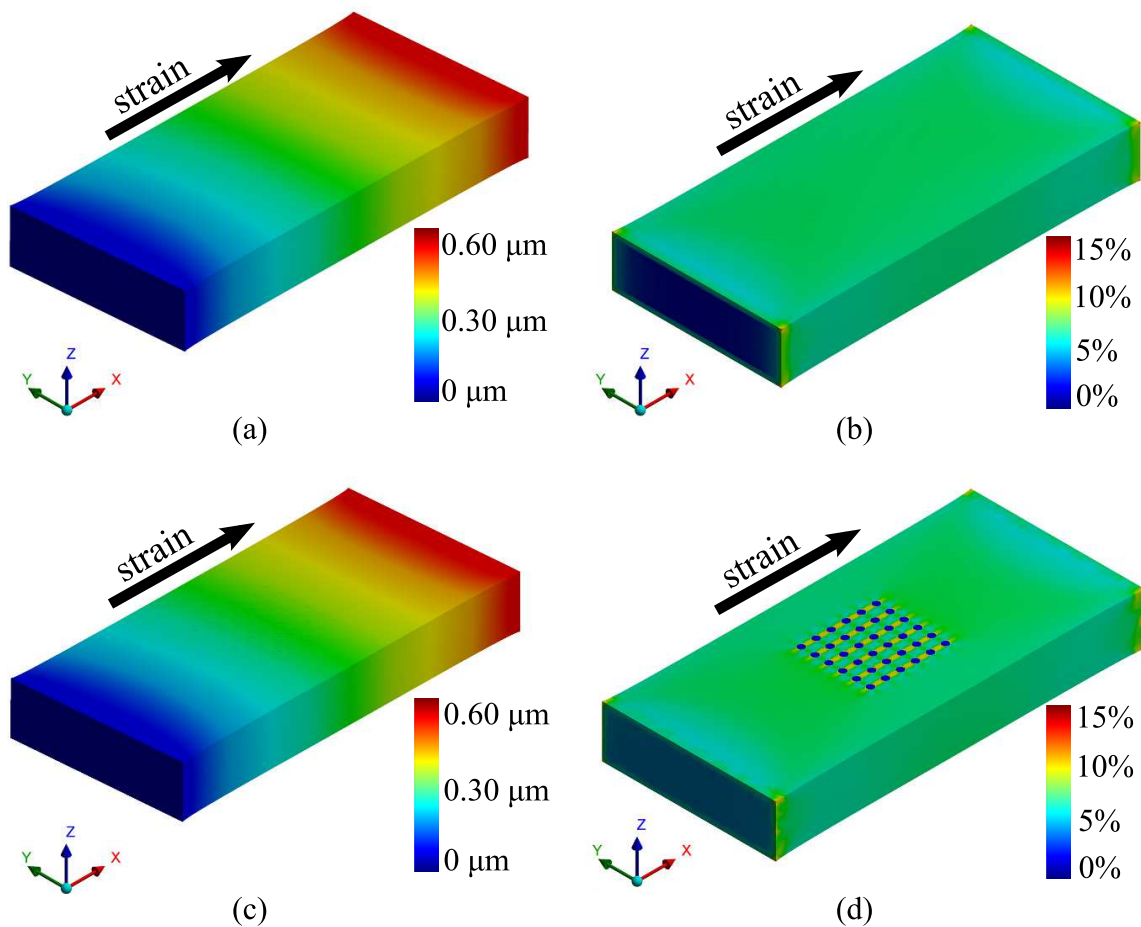 strain
0.60 μm
0.30 μm
0 μm
Z
Y
X
(a)
strain
15%
10%
5%
0%
Z
Y
X
(b)
strain
0.60 μm
0.30 μm
0 μm
Z
Y
X
(c)
strain
15%
10%
5%
0%
Z
Y
X
(d)